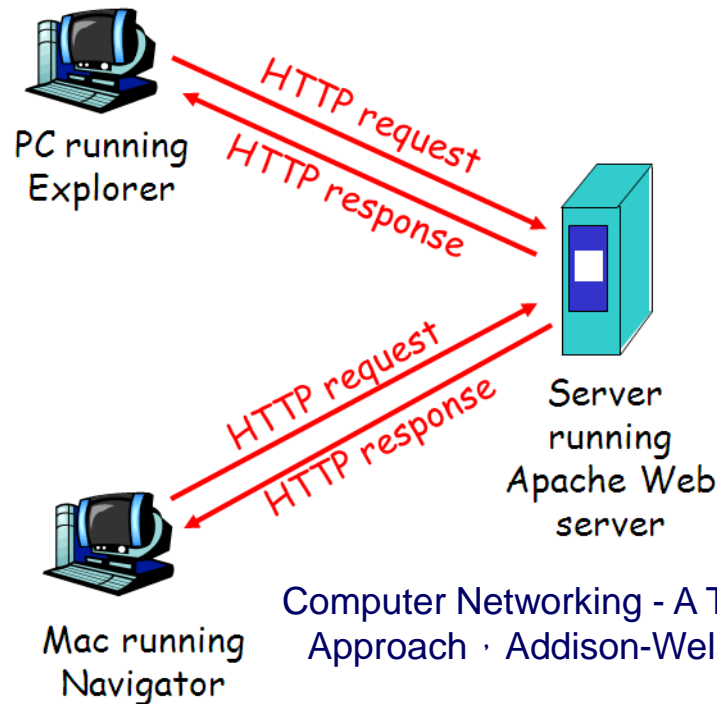 HTTP request
PC running
Explorer
HTTP response
HTTP request
HTTP response
Server
running
Apache Web
server
Mac running
Navigator
Computer Networking - A T
Approach， Addison-Wel